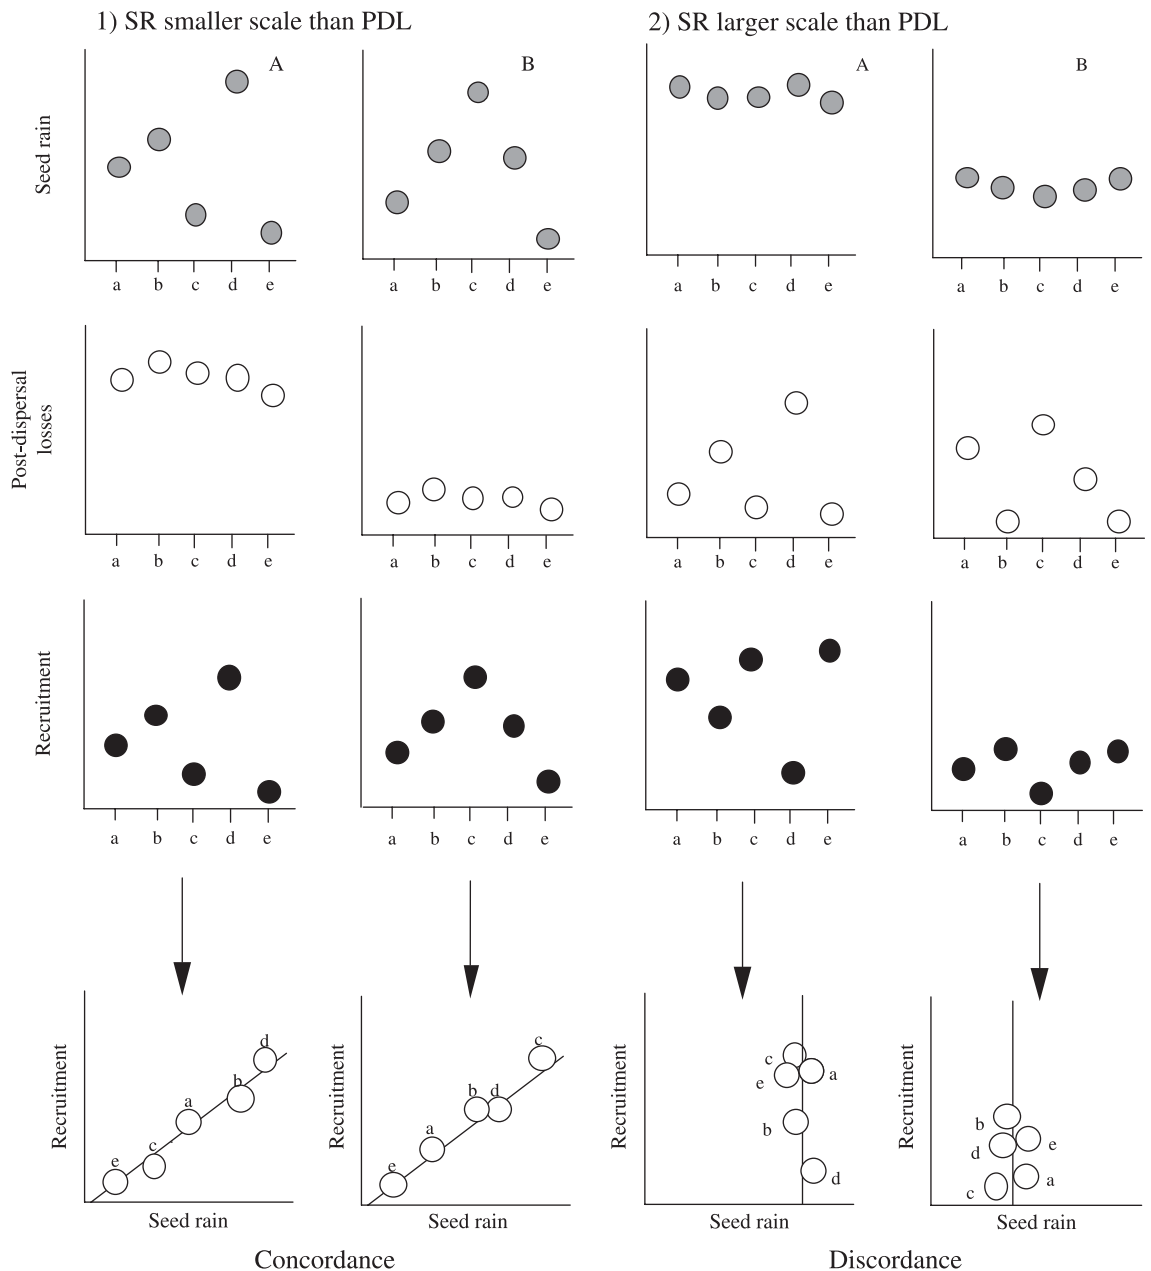 1) SR smaller scale than PDL
2) SR larger scale than PDL
A
B
A
B
Seed rain
a b c d e
a b c d e
a b c d e
a b c d e
Post-dispersal
losses
a b c d e
a b c d e
a b c d e
a b c d e
Recruitment
a b c d e
a b c d e
a b c d e
a b c d e
Recruitment
e c a b d
Seed rain
Recruitment
e a b d c
Seed rain
Recruitment
c
e
a
b
d
Seed rain
Recruitment
b
d
e
c
a
Seed rain
Concordance
Discordance